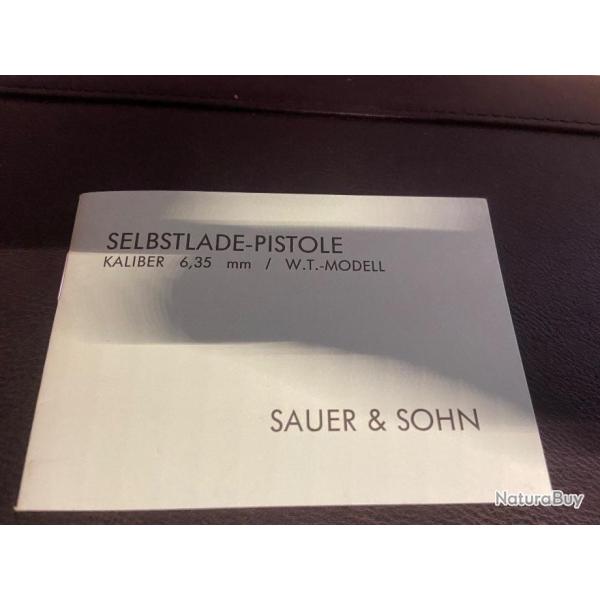 SELBSTLADE-PISTOLE
KALIBER 6,35 mm / W.T.-MODELL
SAUER & SOHN
NaturaBuy